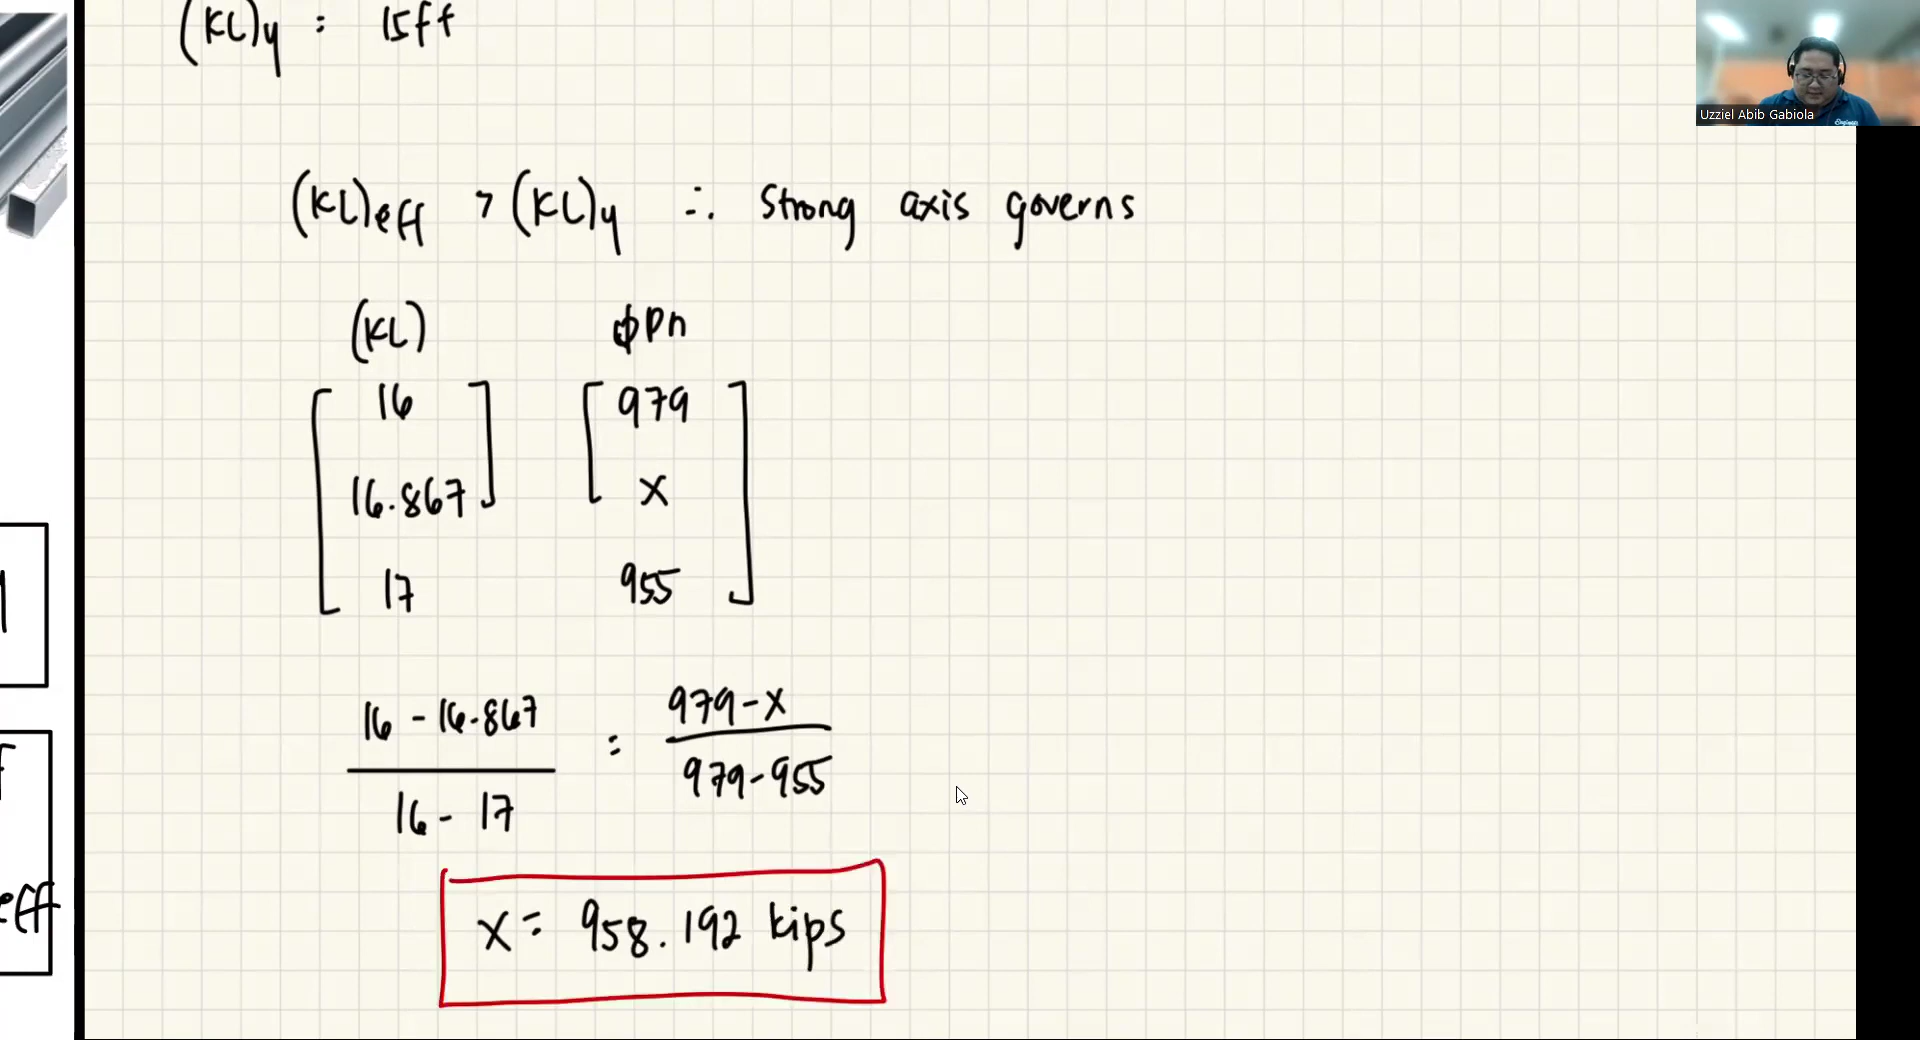 (KL)y = 15ft
Uzziel Abib Gabiola
(KL)eff > (KL)y ∴ Strong axis governs
(KL) ϕPn
16 979
16.867 X
17 955
16 - 16.867 = 979 - X
16 - 17 979 - 955
X = 958.192 kips
eff